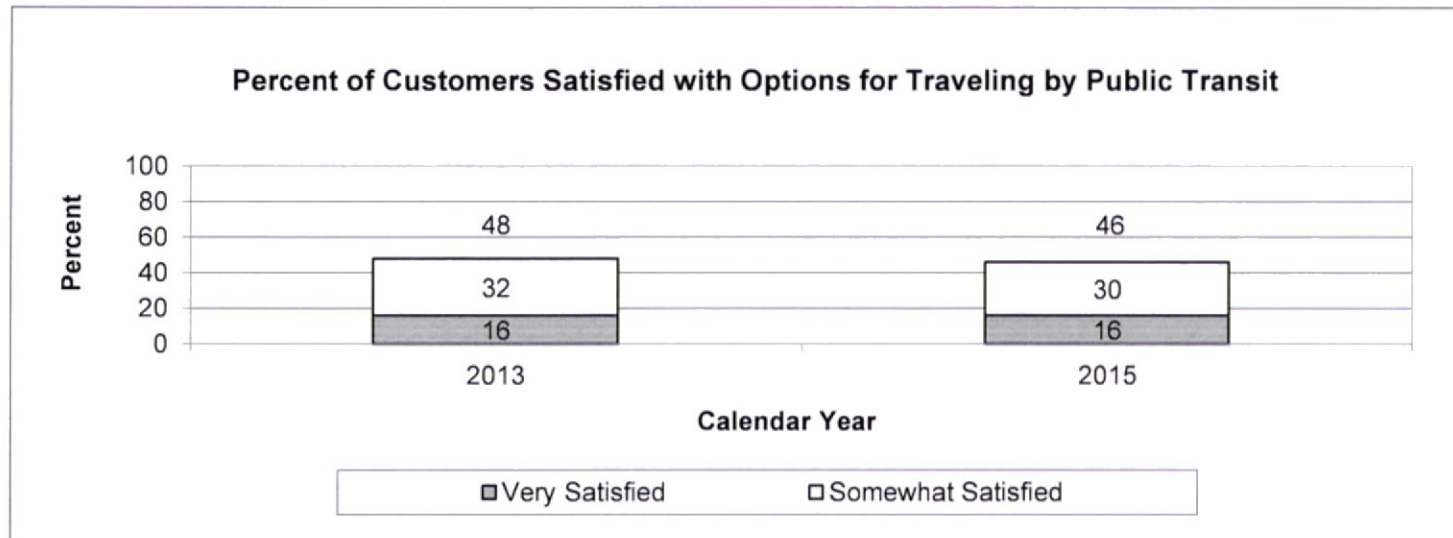 Percent of Customers Satisfied with Options for Traveling by Public Transit
Percent
100
80
60
40
20
0
48
32
16
46
30
16
2013
2015
Calendar Year
Very Satisfied
Somewhat Satisfied